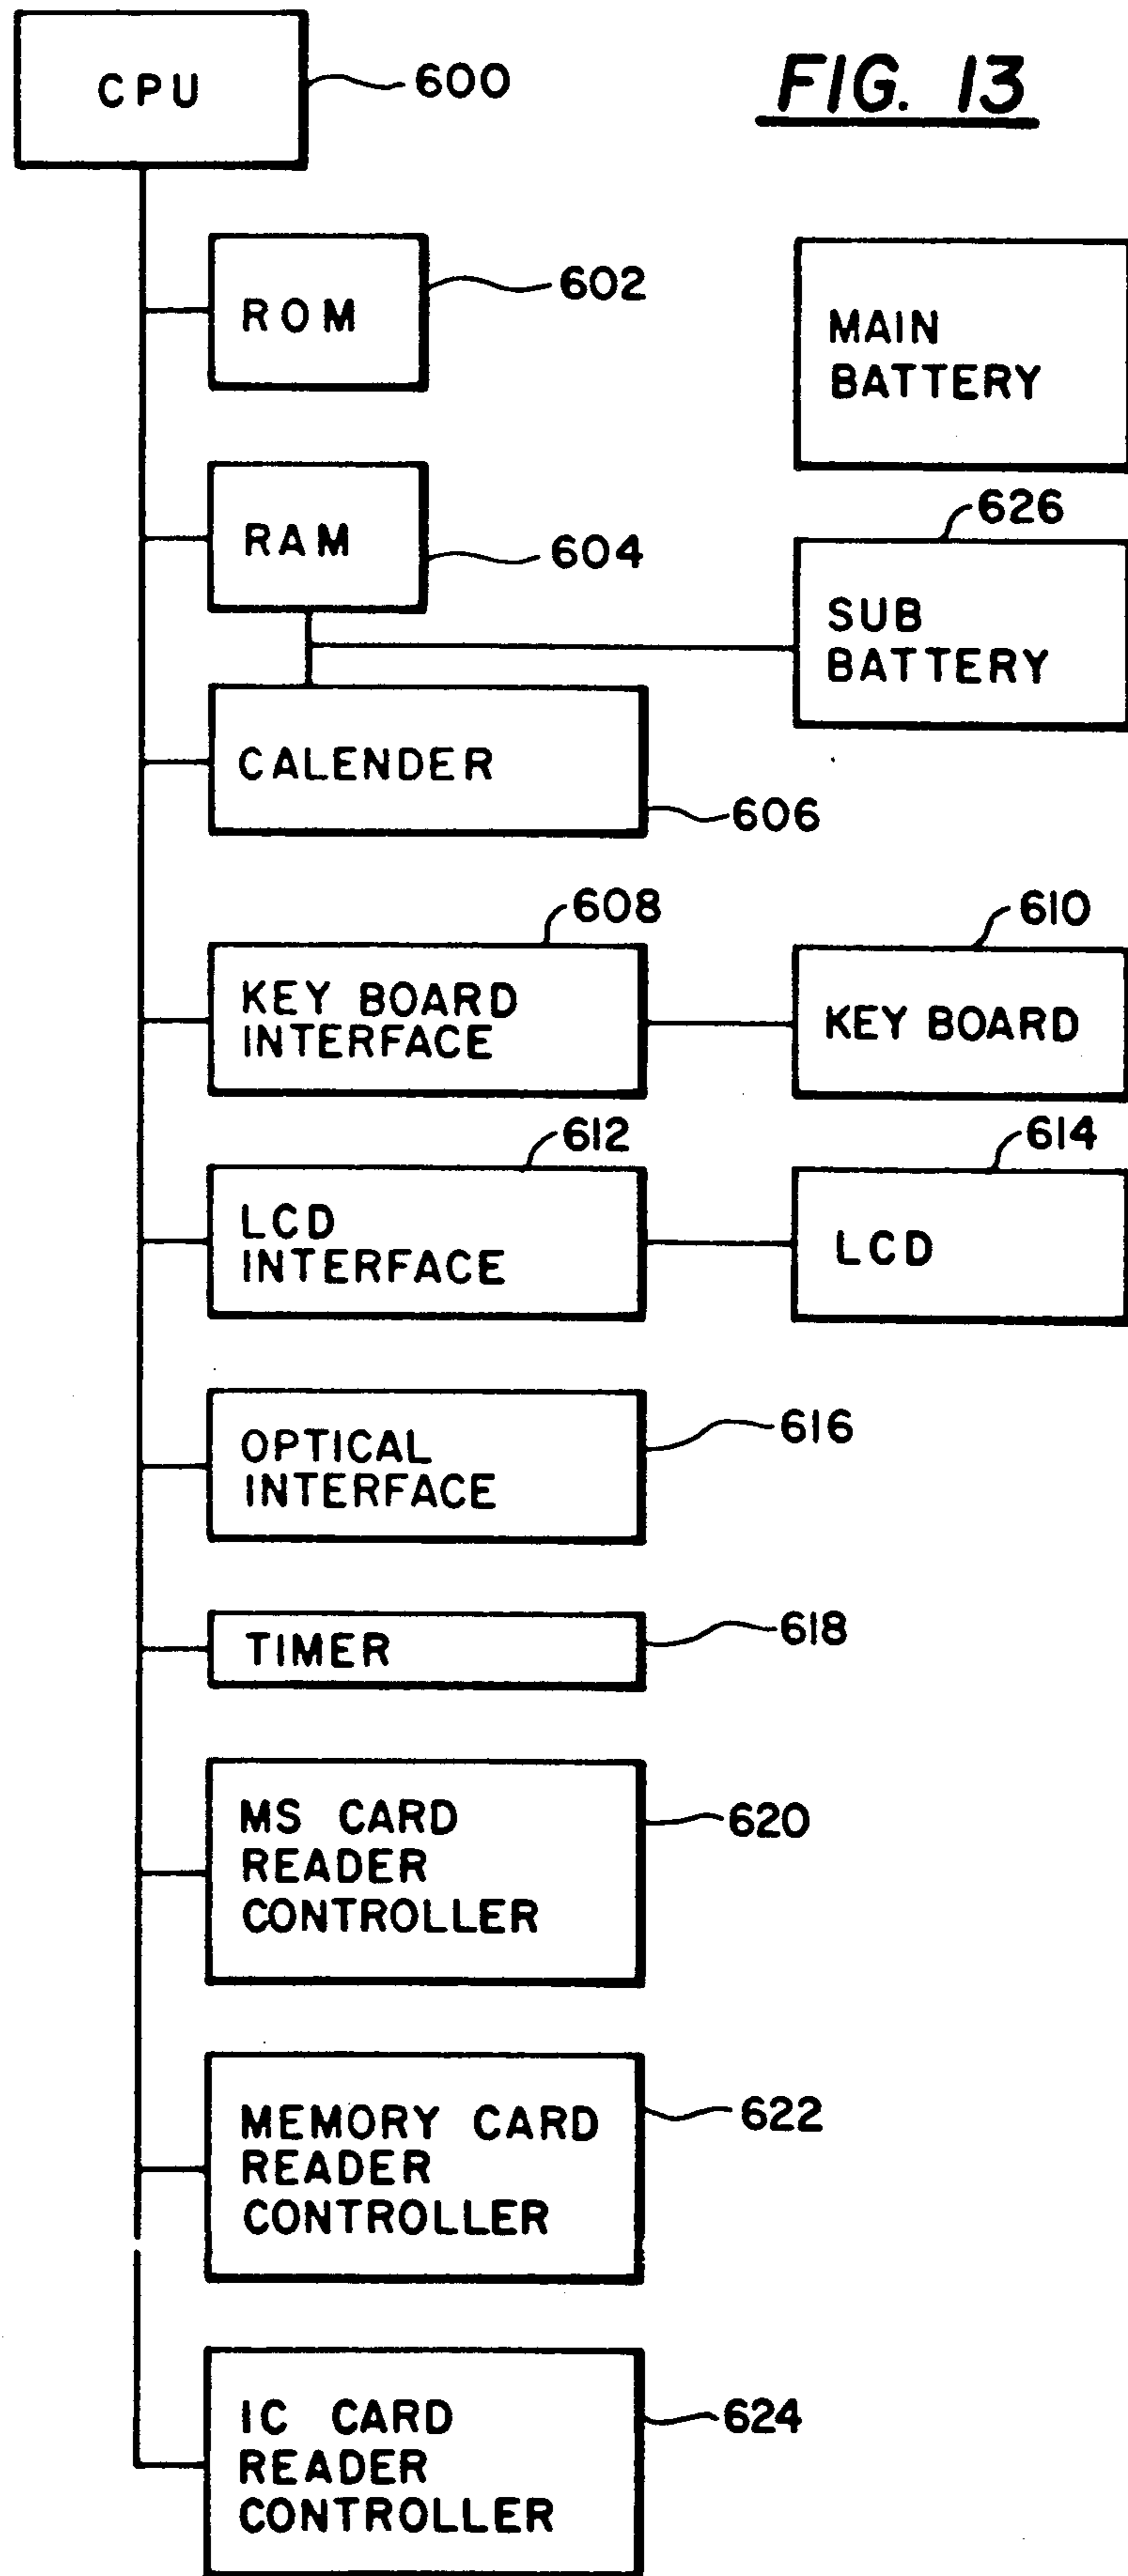 CPU
600
FIG. 13
ROM
602
MAIN
BATTERY
RAM
604
626
SUB
BATTERY
CALENDER
606
608
KEY BOARD
INTERFACE
610
KEY BOARD
612
LCD
INTERFACE
614
LCD
OPTICAL
INTERFACE
616
TIMER
618
MS CARD
READER
CONTROLLER
620
MEMORY CARD
READER
CONTROLLER
622
IC CARD
READER
CONTROLLER
624